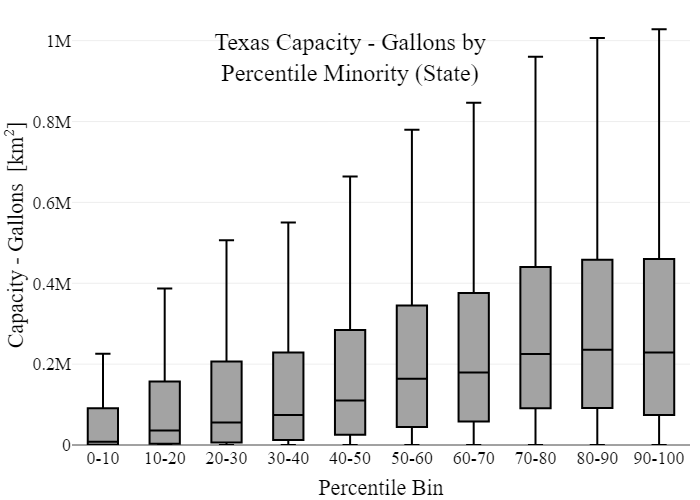 Texas Capacity - Gallons by
Percentile Minority (State)
Capacity - Gallons [km²]
1M
0.8M
0.6M
0.4M
0.2M
0
0-10 10-20 20-30 30-40 40-50 50-60 60-70 70-80 80-90 90-100
Percentile Bin